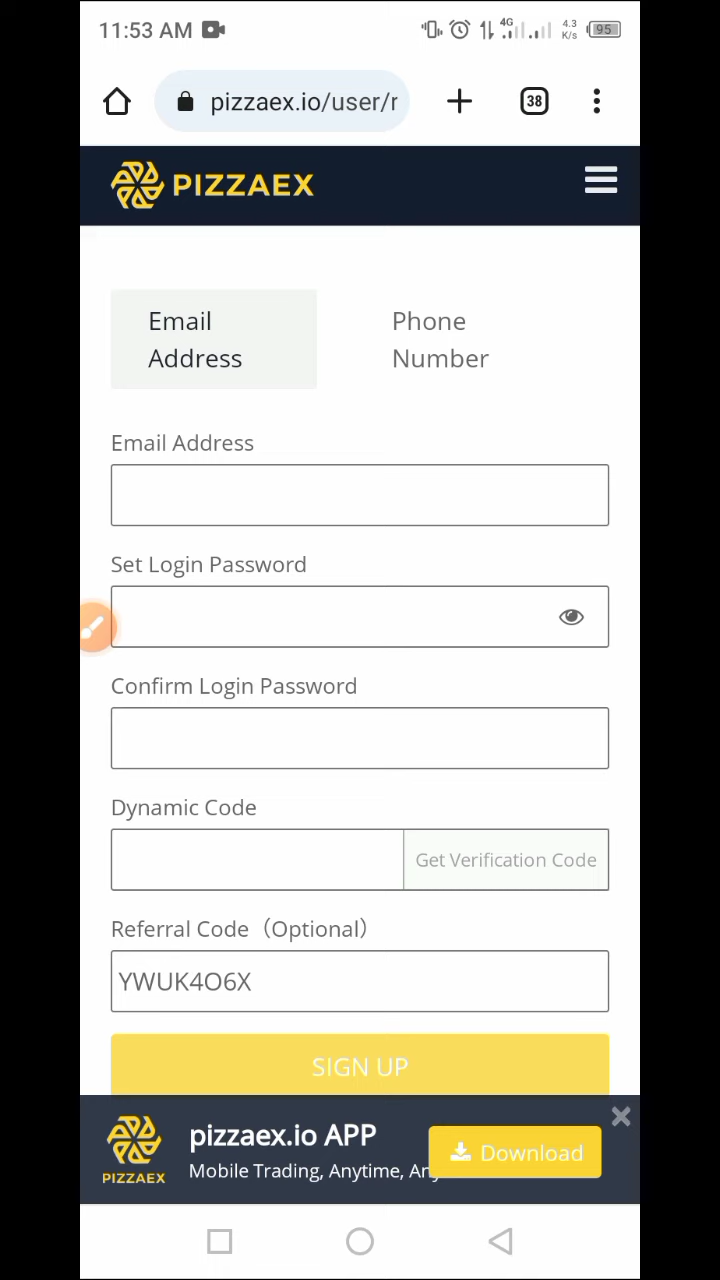 11:53 AM 4G 4.3 K/s 95
pizzaex.io/user/r 38
PIZZAEX
Email Address
Phone Number
Email Address
Set Login Password
Confirm Login Password
Dynamic Code
Get Verification Code
Referral Code（Optional）
YWUK4O6X
SIGN UP
pizzaex.io APP
Mobile Trading, Anytime, Any
Download
PIZZAEX